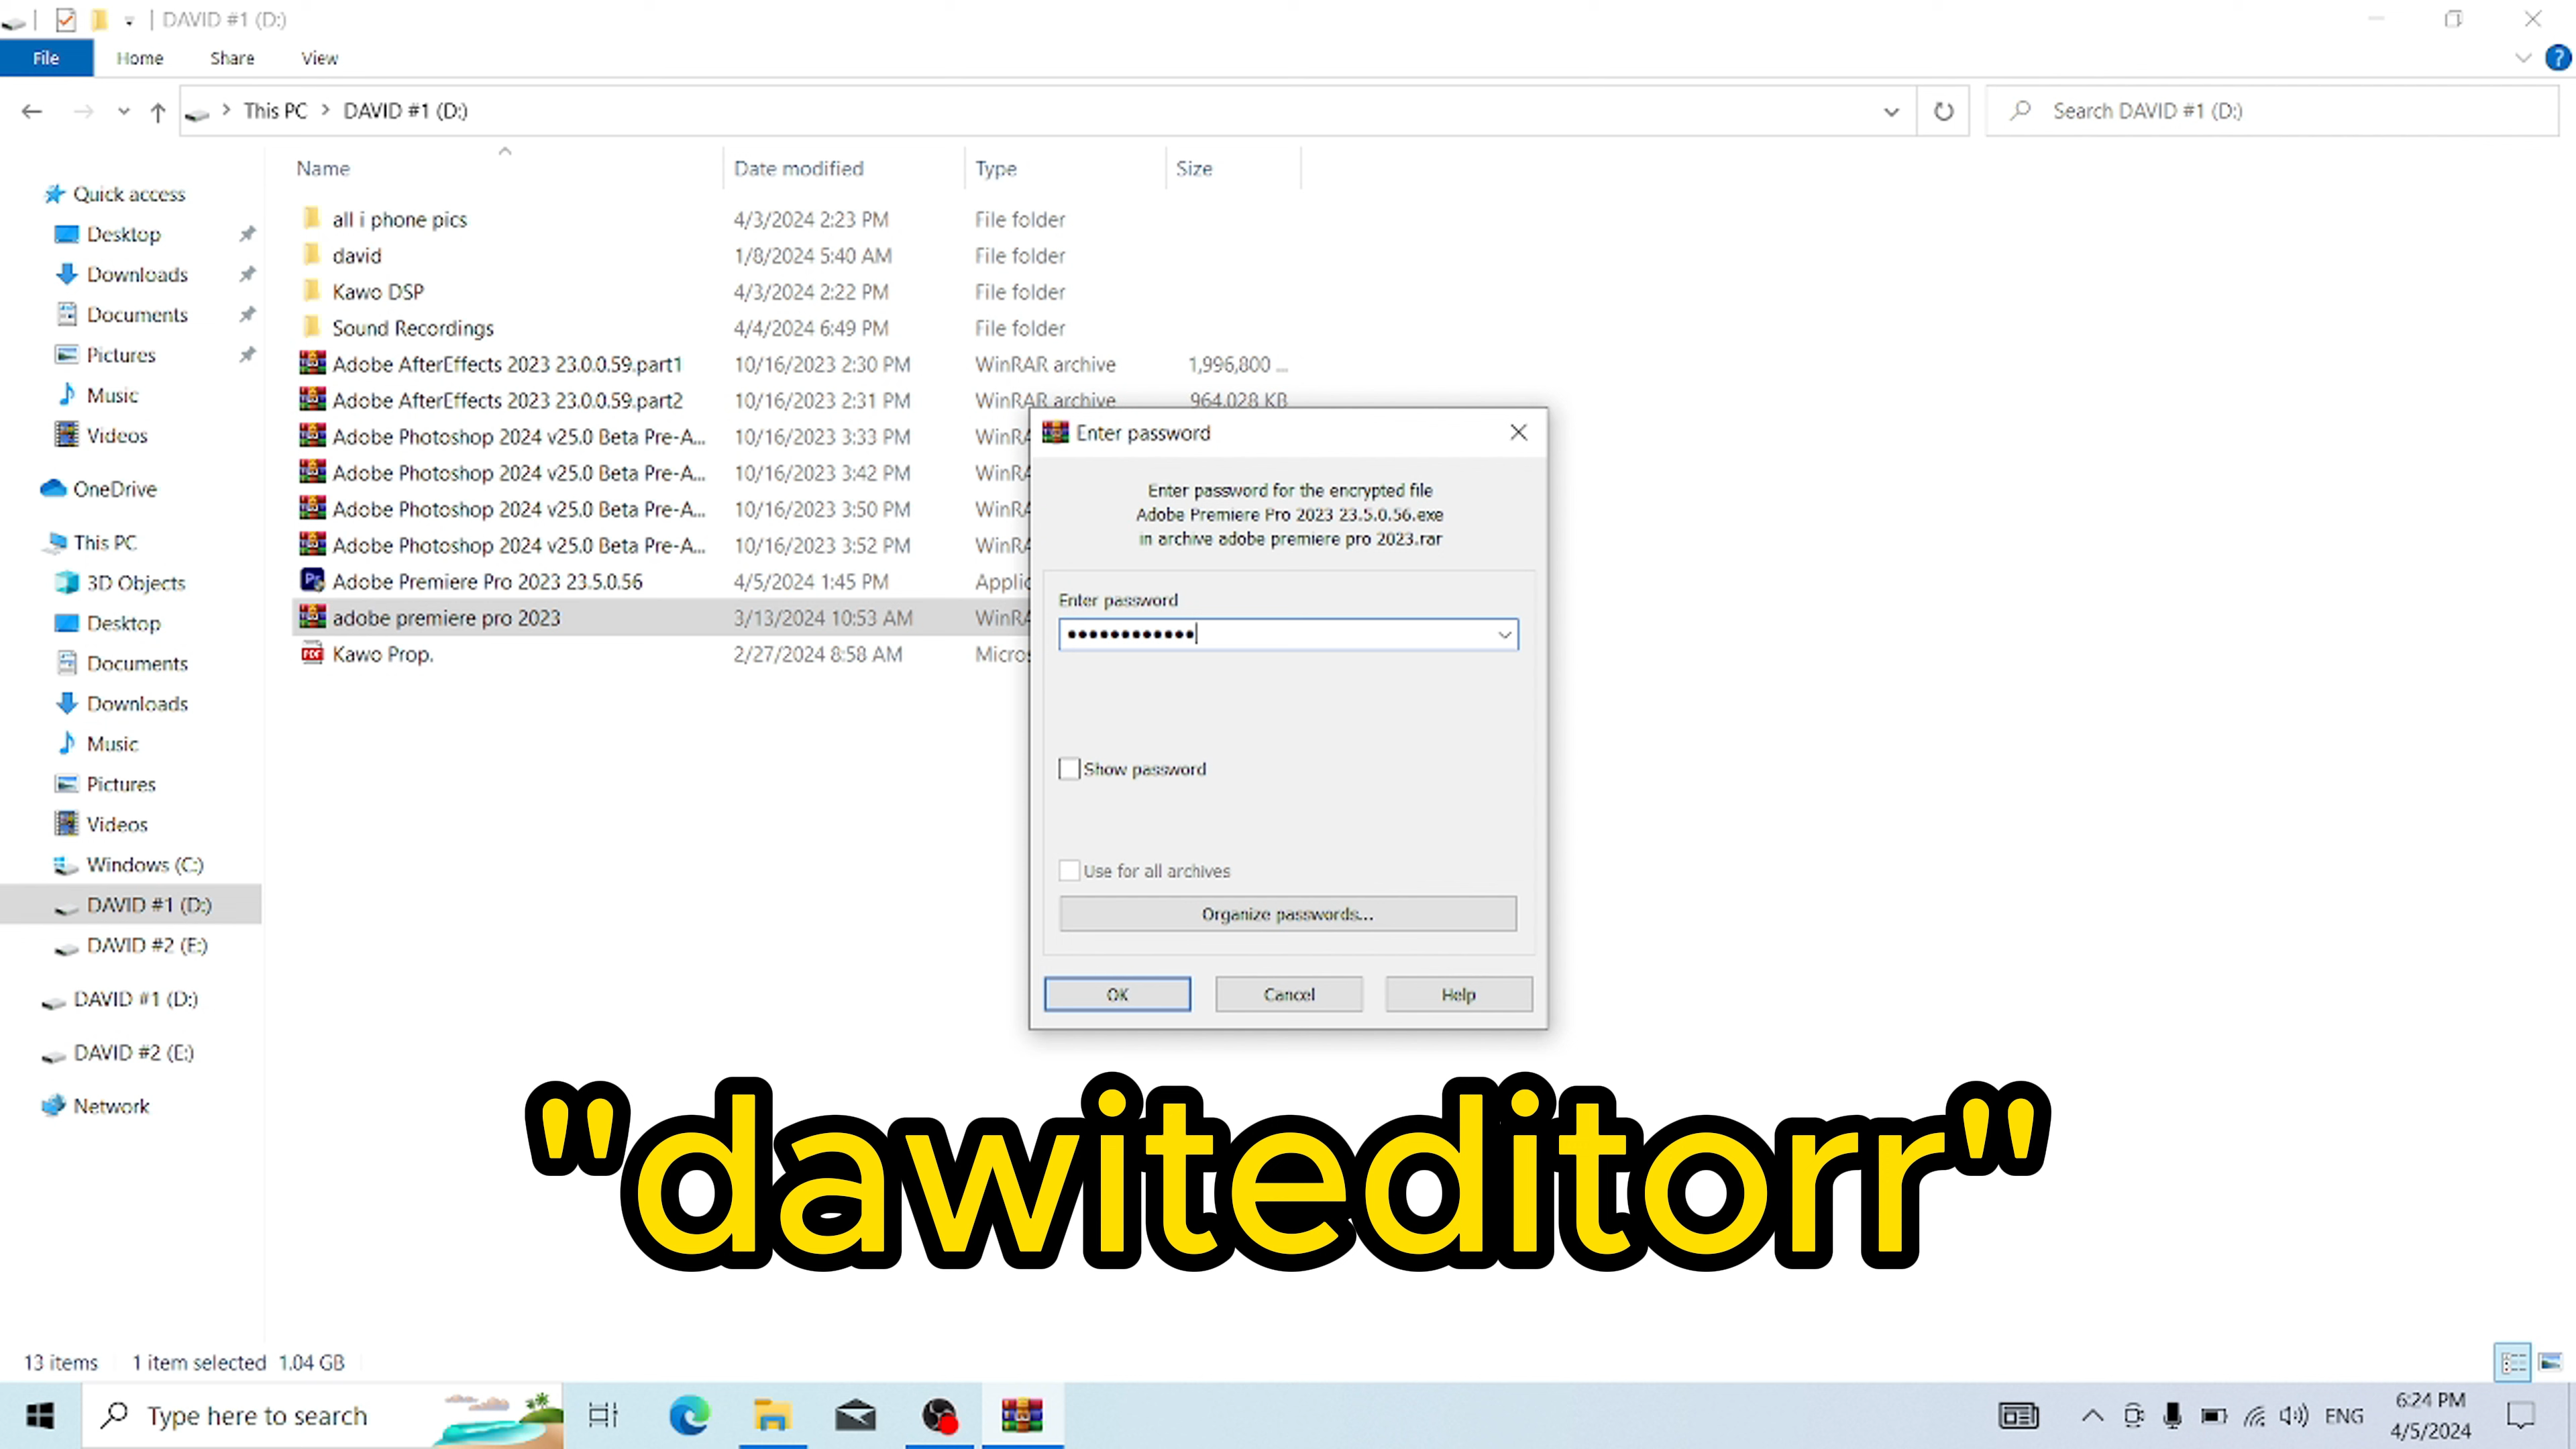 DAVID #1 (D:)
File Home Share View
This PC > DAVID #1 (D:)
Search DAVID #1 (D:)
Name Date modified Type Size
Quick access
Desktop
Downloads
Documents
Pictures
Music
Videos
OneDrive
This PC
3D Objects
Desktop
Documents
Downloads
Music
Pictures
Videos
Windows (C:)
DAVID #1 (D:)
DAVID #2 (E:)
DAVID #1 (D:)
DAVID #2 (E:)
Network
all i phone pics 4/3/2024 2:23 PM File folder
david 1/8/2024 5:40 AM File folder
Kawo DSP 4/3/2024 2:22 PM File folder
Sound Recordings 4/4/2024 6:49 PM File folder
Adobe AfterEffects 2023 23.0.0.59.part1 10/16/2023 2:30 PM WinRAR archive 1,996,800 ...
Adobe AfterEffects 2023 23.0.0.59.part2 10/16/2023 2:31 PM WinRAR archive 964,028 KB
Adobe Photoshop 2024 v25.0 Beta Pre-A... 10/16/2023 3:33 PM WinRA
Adobe Photoshop 2024 v25.0 Beta Pre-A... 10/16/2023 3:42 PM WinRA
Adobe Photoshop 2024 v25.0 Beta Pre-A... 10/16/2023 3:50 PM WinRA
Adobe Photoshop 2024 v25.0 Beta Pre-A... 10/16/2023 3:52 PM WinRA
Adobe Premiere Pro 2023 23.5.0.56 4/5/2024 1:45 PM Applic
adobe premiere pro 2023 3/13/2024 10:53 AM WinRA
Kawo Prop. 2/27/2024 8:58 AM Micros
Enter password
Enter password for the encrypted file
Adobe Premiere Pro 2023 23.5.0.56.exe
in archive adobe premiere pro 2023.rar
Enter password
Show password
Use for all archives
Organize passwords...
OK Cancel Help
"dawiteditorr"
13 items 1 item selected 1.04 GB
Type here to search
ENG
6:24 PM
4/5/2024